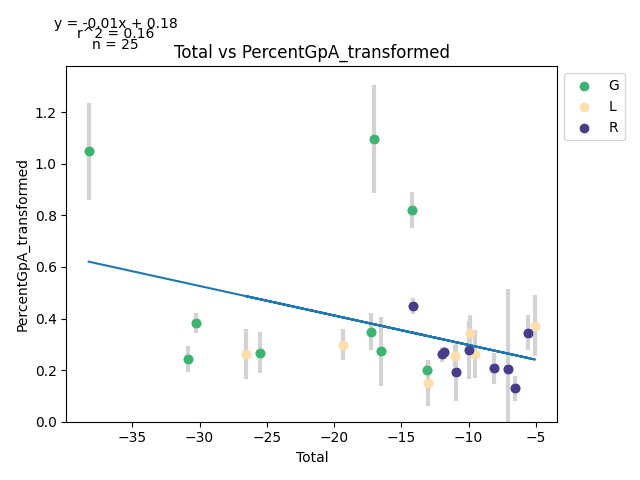 y = -0.01x + 0.18
r^2 = 0.16
n = 25
Total vs PercentGpA_transformed
G
L
R
1.2
1.0
0.8
0.6
0.4
0.2
0.0
PercentGpA_transformed
−35
−30
−25
−20
−15
−10
−5
Total